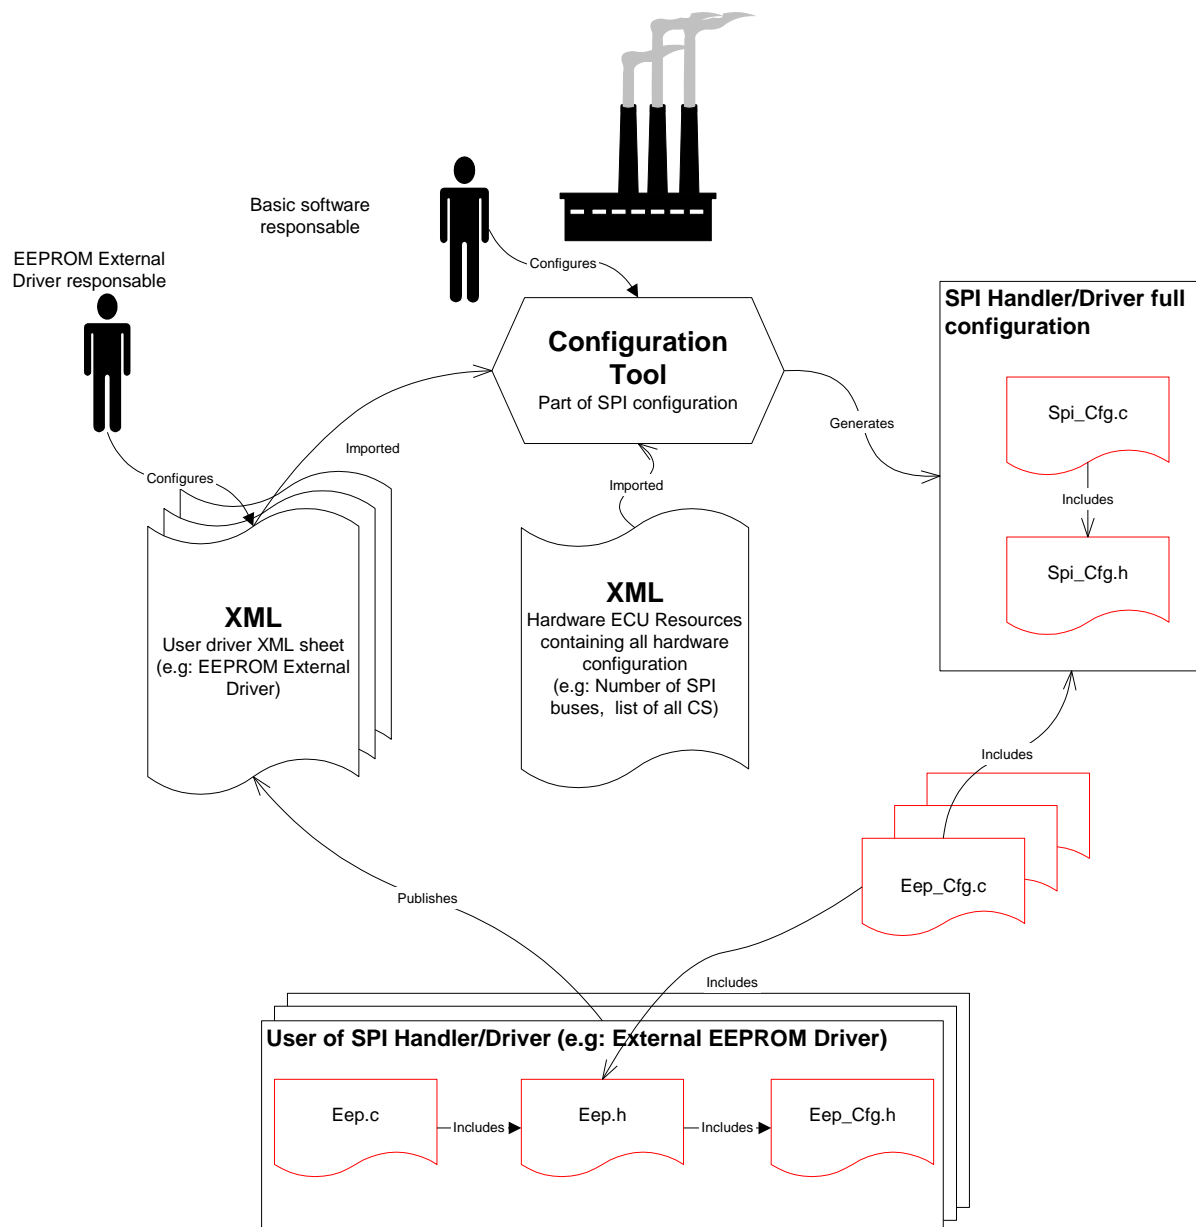 Basic software
responsable
EEPROM External
Driver responsable
Configures
SPI Handler/Driver full
configuration
Configuration
Tool
Part of SPI configuration
Spi_Cfg.c
Generates
Imported
Configures
Imported
Includes
Spi_Cfg.h
XML
User driver XML sheet
(e.g: EEPROM External
Driver)
XML
Hardware ECU Resources
containing all hardware
configuration
(e.g: Number of SPI
buses,  list of all CS)
Includes
Eep_Cfg.c
Publishes
Includes
User of SPI Handler/Driver (e.g: External EEPROM Driver)
Eep.c
Includes
Eep.h
Includes
Eep_Cfg.h